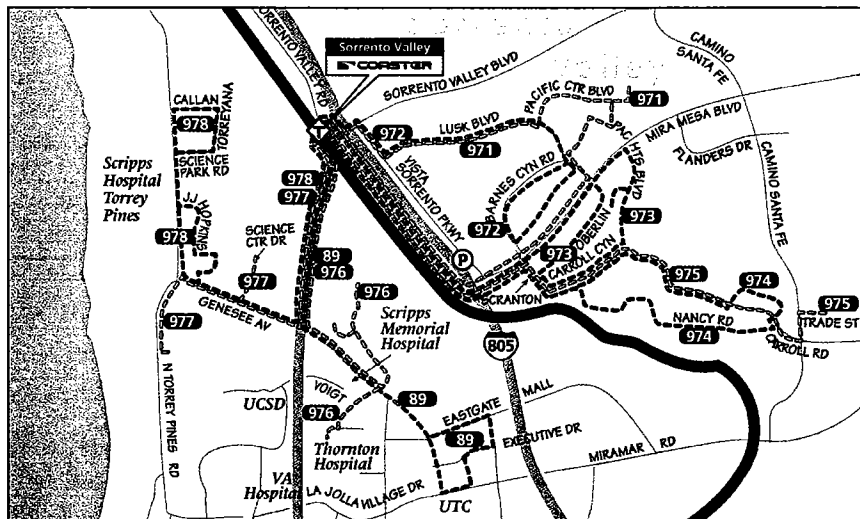 Sorrento Valley
COASTER
SORRENTO VALLEY RD
SORRENTO VALLEY BLVD
CAMINO
SANTA FE
CALLAN
978
TORREYANA
SCIENCE
PARK RD
Scripps
Hospital
Torrey
Pines
T
972
LUSK BLVD
971
PACIFIC CTR BLVD
971
MIRA MESA BLVD
PAC HTS BLVD
FLANDERS DR
CAMINO SANTA FE
VISTA
SORRENTO PKWY
BARNES CYN RD
972
978
977
JJ
HOPKINS
978
SCIENCE
CTR DR
977
89
976
P
OBERLIN
973
973
CARROLL CYN
SCRANTON
975
974
975
TRADE ST
NANCY RD
974
CARROLL RD
GENESEE AV
977
976
Scripps
Memorial
Hospital
805
N TORREY PINES RD
UCSD
VOIGT
976
89
EASTGATE MALL
89
EXECUTIVE DR
MIRAMAR RD
Thornton
Hospital
VA
Hospital
LA JOLLA VILLAGE DR
UTC